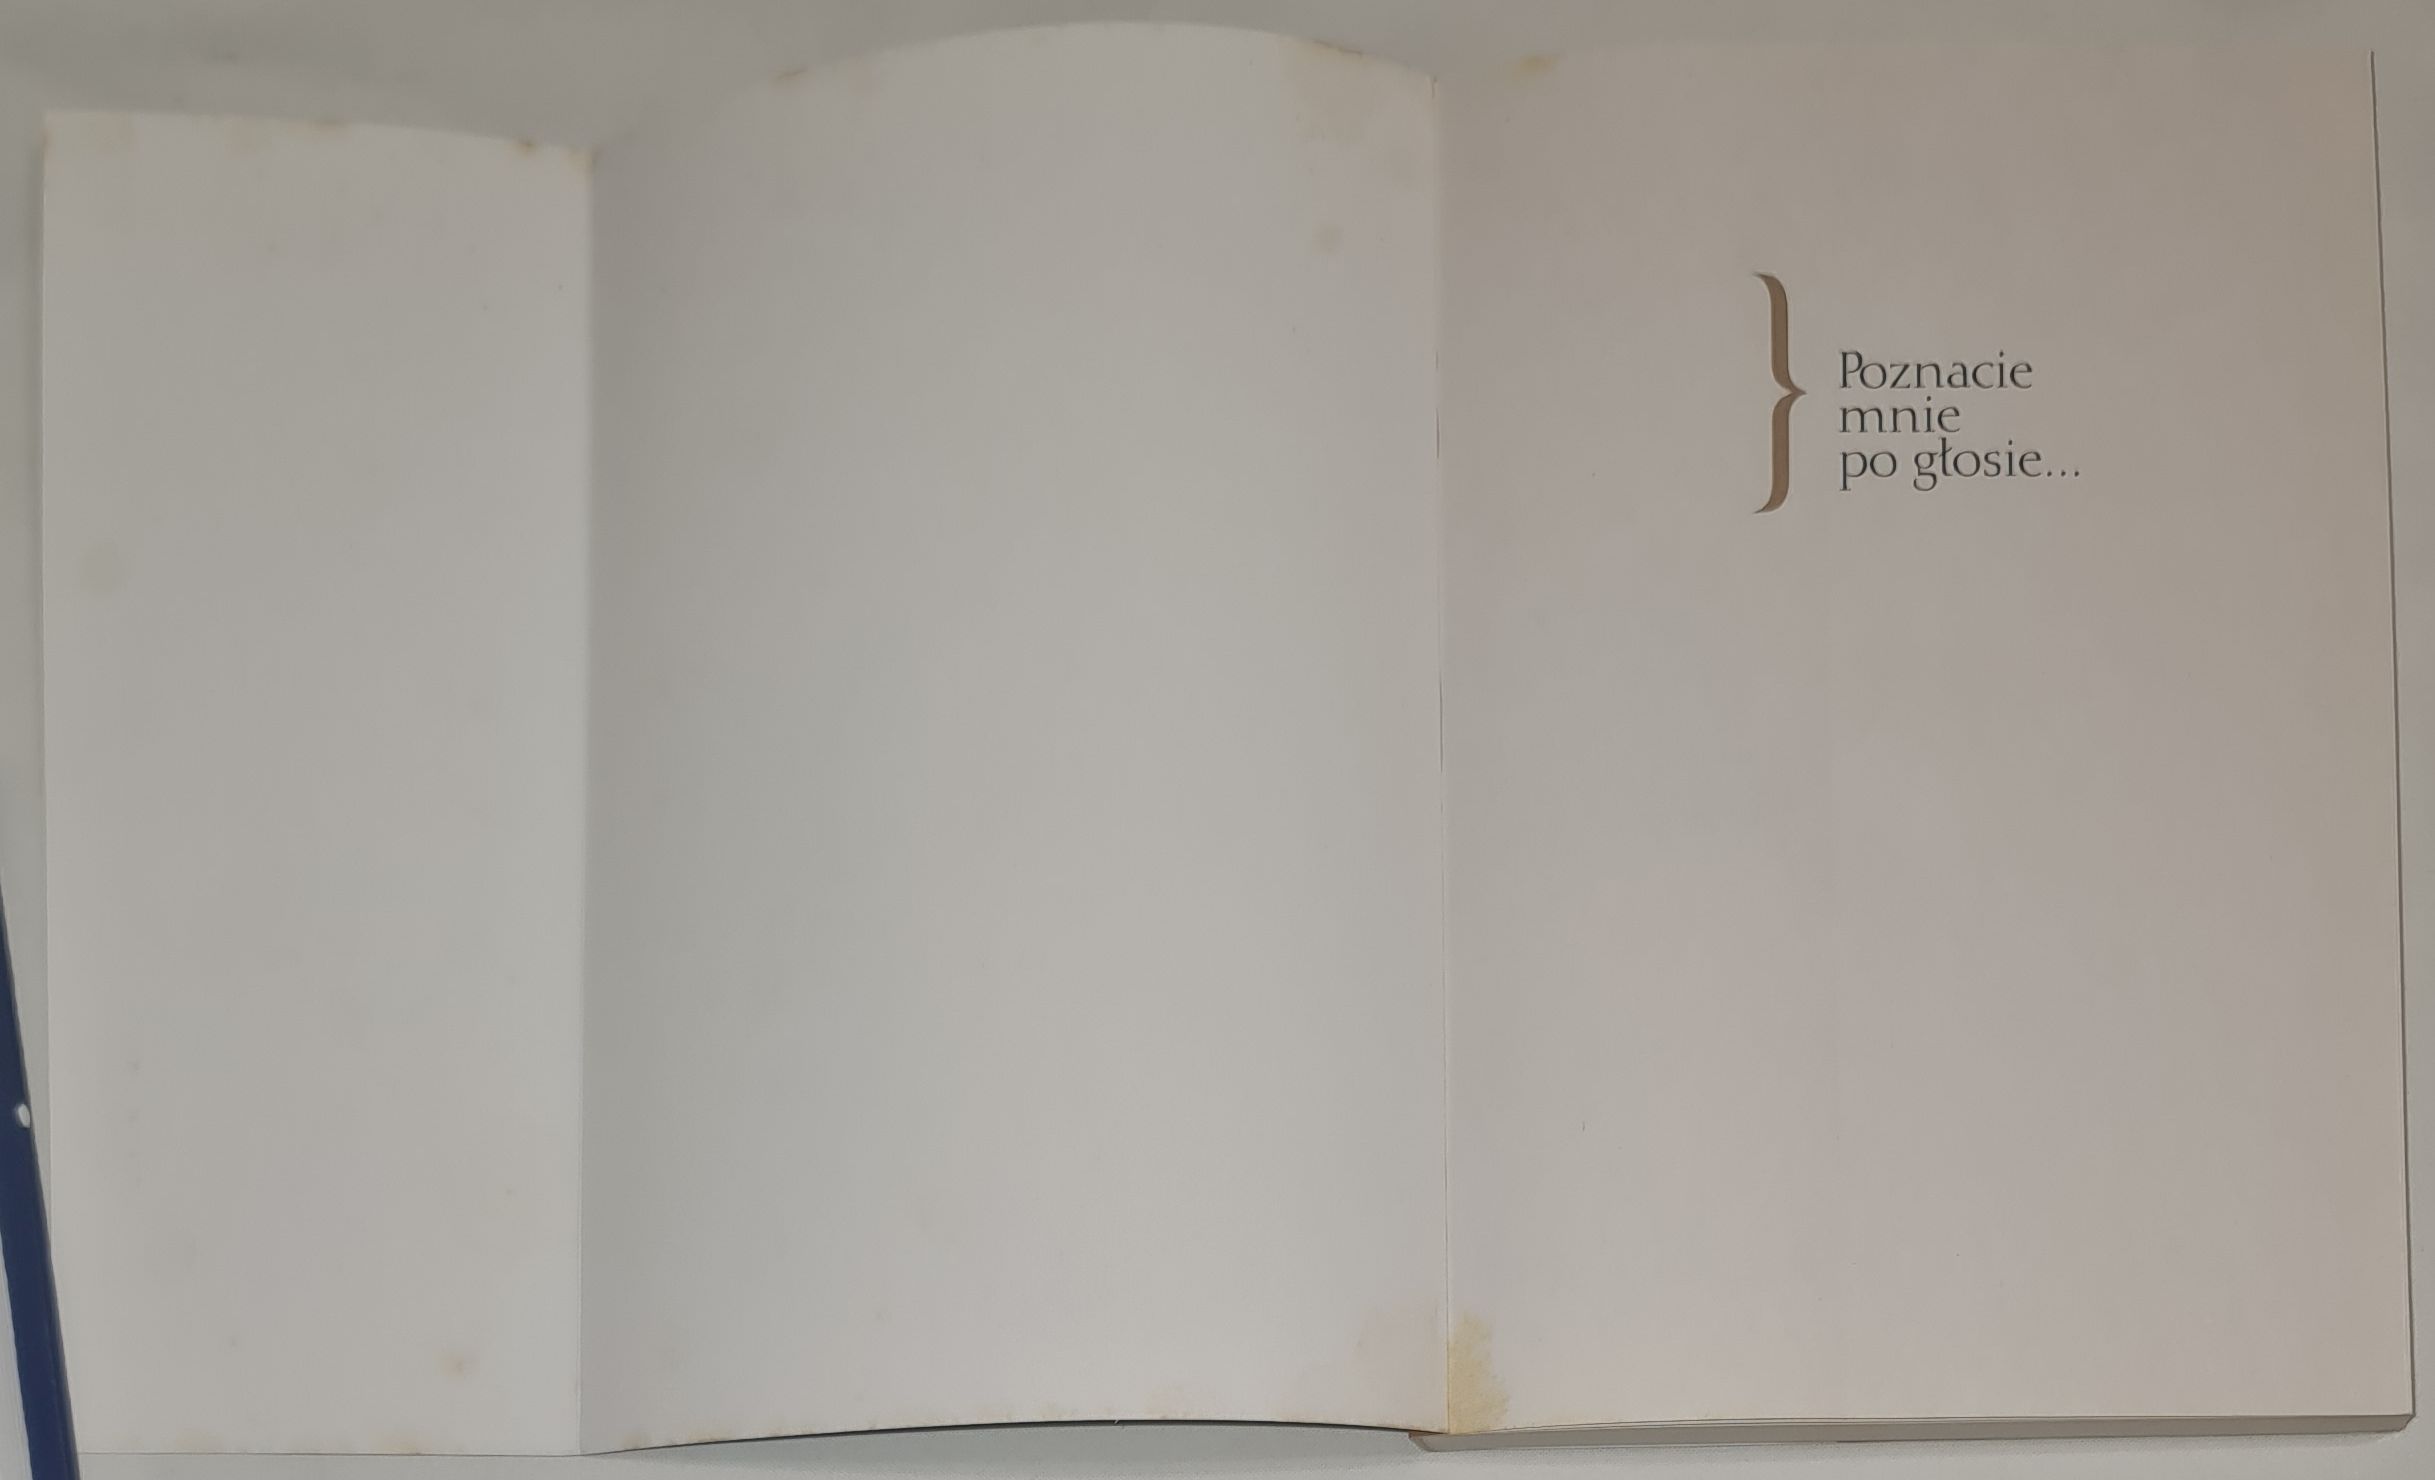 Poznacie
mnie
po głosie...